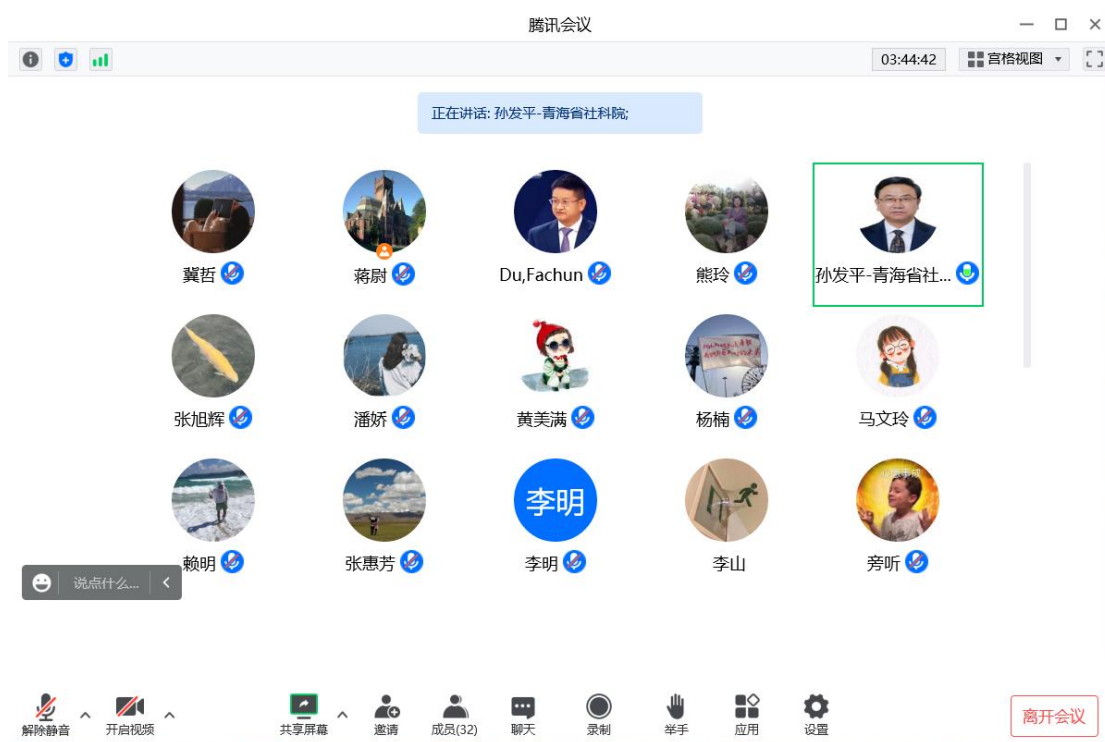 腾讯会议
03:44:42
宫格视图
正在讲话: 孙发平-青海省社科院;
冀哲
蒋尉
Du,Fachun
熊玲
孙发平-青海省社...
张旭辉
潘娇
黄美满
杨楠
马文玲
赖明
张惠芳
李明
李明
李山
旁听
说点什么...
解除静音
开启视频
共享屏幕
邀请
成员(32)
聊天
录制
举手
应用
设置
离开会议